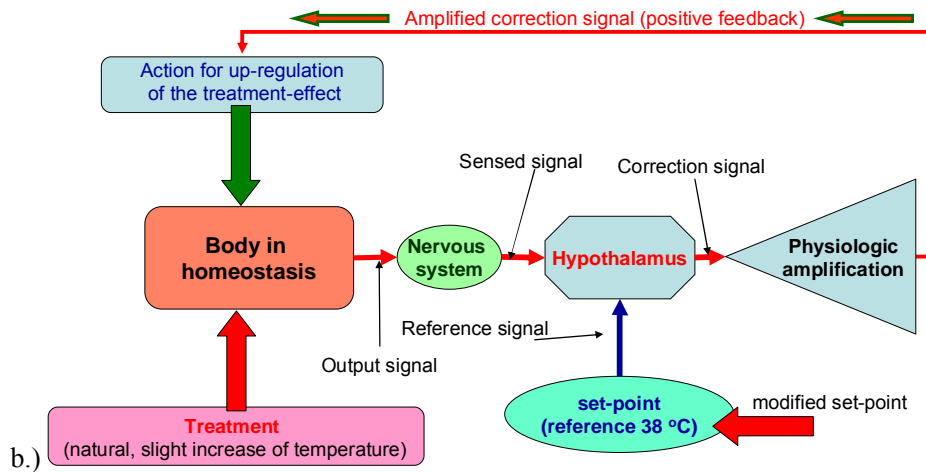 Amplified correction signal (positive feedback)
Action for up-regulation
of the treatment-effect
Sensed signal
Correction signal
Body in
homeostasis
Nervous
system
Hypothalamus
Physiologic
amplification
Reference signal
Output signal
set-point
(reference 38 ºC)
modified set-point
Treatment
(natural, slight increase of temperature)
b.)